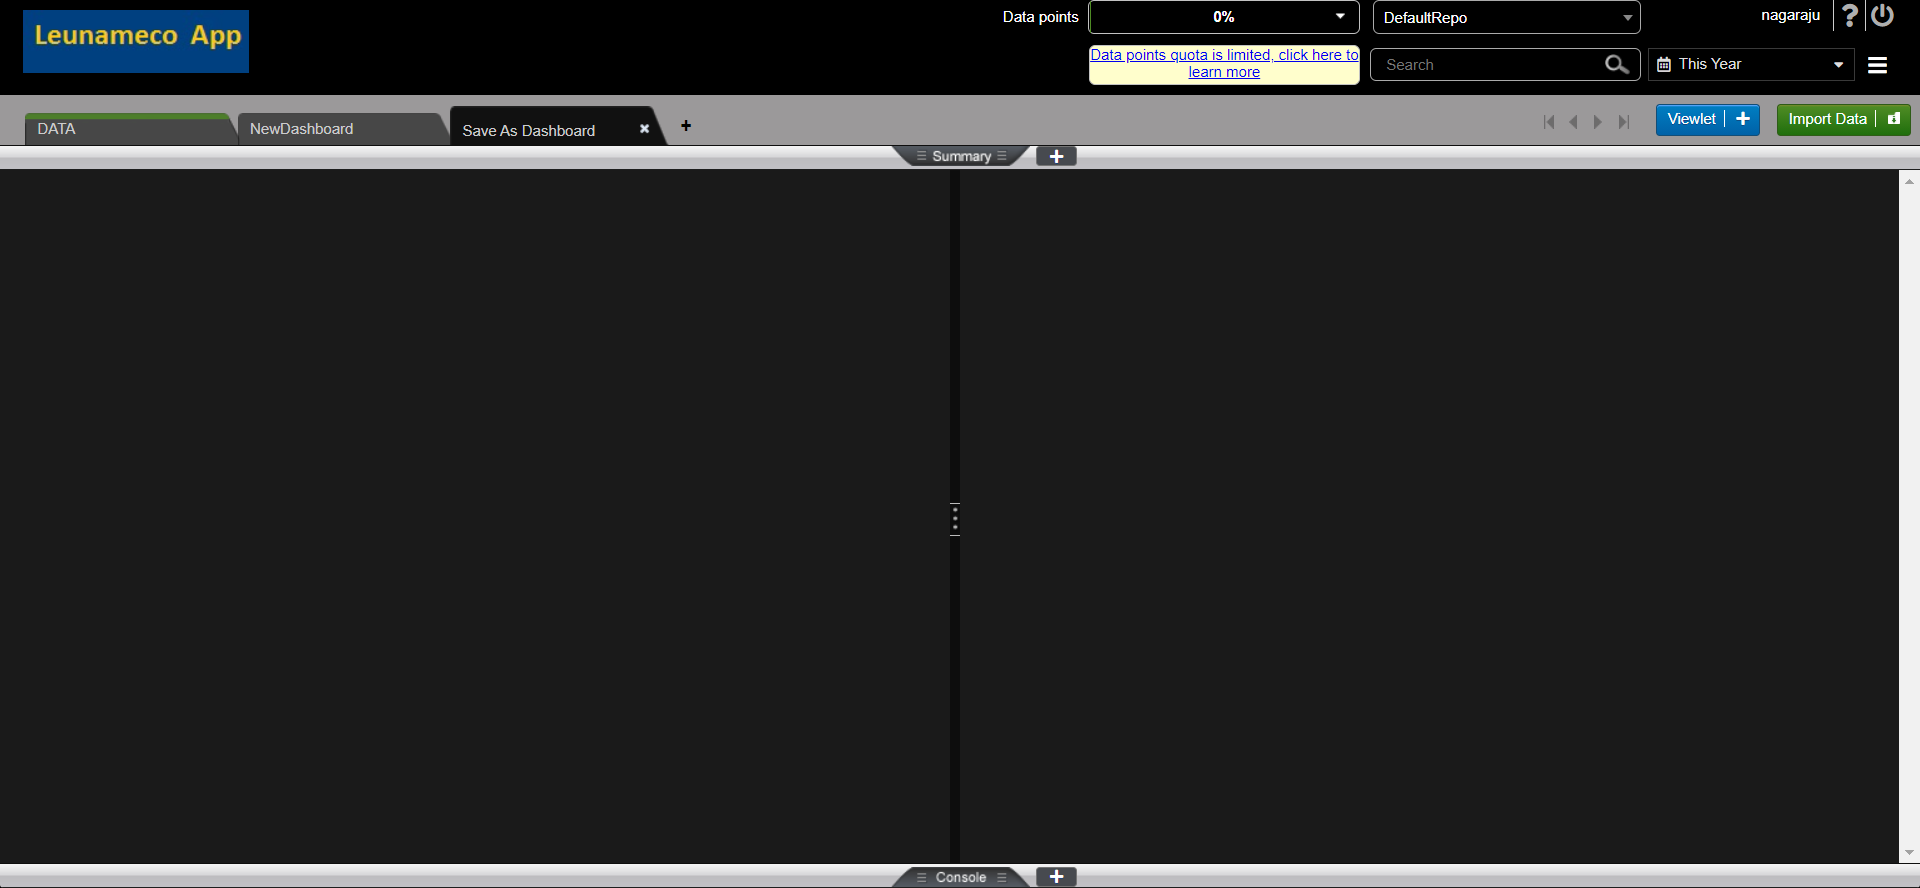 Leunameco App
Data points
0%
DefaultRepo
nagaraju
Data points quota is limited, click here to
learn more
Search
This Year
DATA
NewDashboard
Save As Dashboard
Viewlet
Import Data
Summary
Console